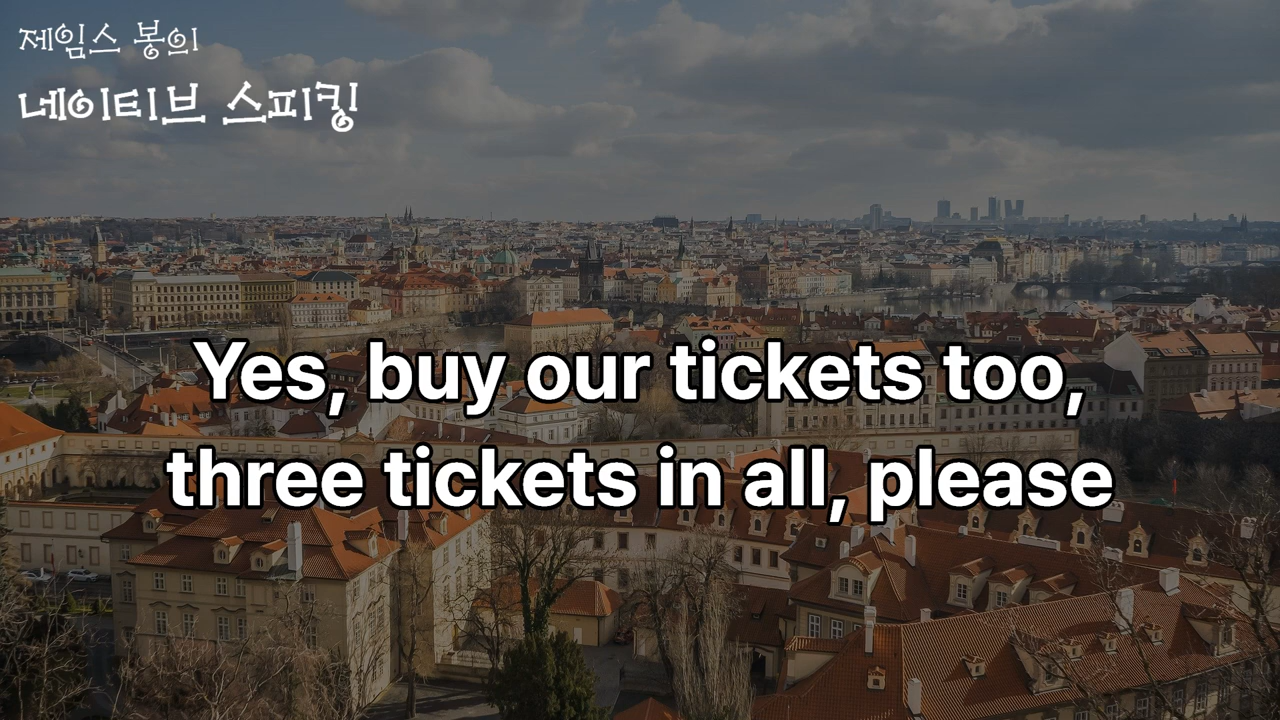 제임스 봉의
네이티브 스피킹
Yes, buy our tickets too,
three tickets in all, please